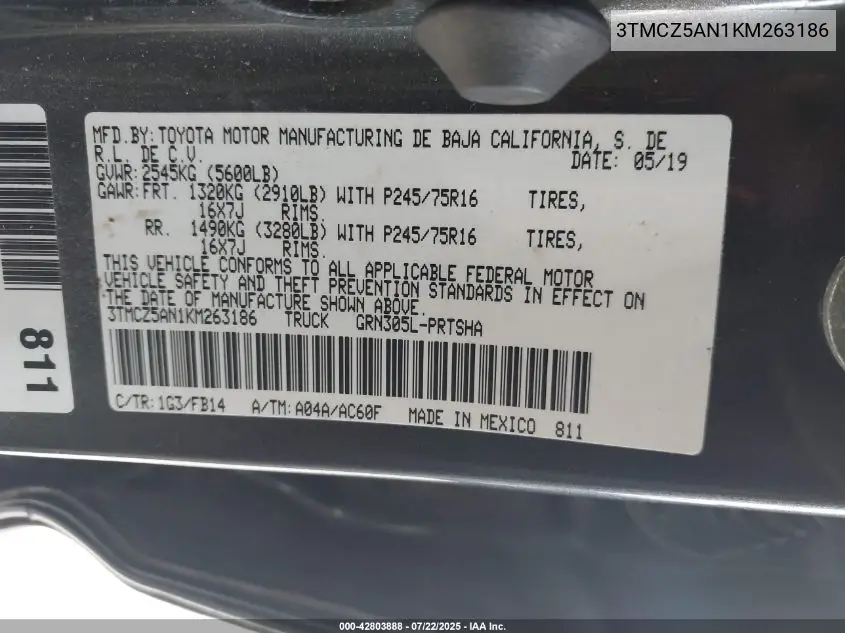 3TMCZ5AN1KM263186
MFD.BY:TOYOTA MOTOR MANUFACTURING DE BAJA CALIFORNIA, S. DE
R.L. DE C.V. DATE: 05/19
GVWR:2545KG (5600LB)
GAWR:FRT. 1320KG (2910LB) WITH P245/75R16 TIRES,
16X7J RIMS.
RR. 1490KG (3280LB) WITH P245/75R16 TIRES,
16X7J RIMS.
THIS VEHICLE CONFORMS TO ALL APPLICABLE FEDERAL MOTOR
VEHICLE SAFETY AND THEFT PREVENTION STANDARDS IN EFFECT ON
THE DATE OF MANUFACTURE SHOWN ABOVE.
3TMCZ5AN1KM263186 TRUCK GRN305L-PRTSHA
C/TR:1G3/FB14 A/TM:A04A/AC60F MADE IN MEXICO 811
811
000-42803888 - 07/22/2025 - IAA Inc.